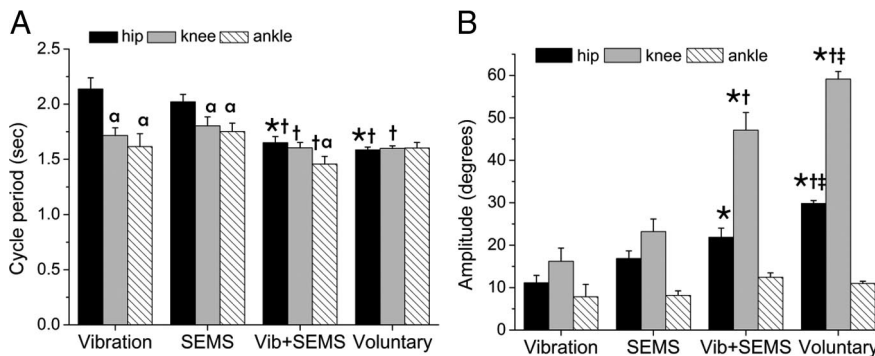 A
hip knee ankle
Cycle period (sec)
2.5
2.0
1.5
1.0
0.5
0.0
α α
α α
*† † †α
*† †
Vibration SEMS Vib+SEMS Voluntary
B
hip knee ankle
Amplitude (degrees)
60
50
40
30
20
10
0
*
*†
*†‡
*†‡
Vibration SEMS Vib+SEMS Voluntary